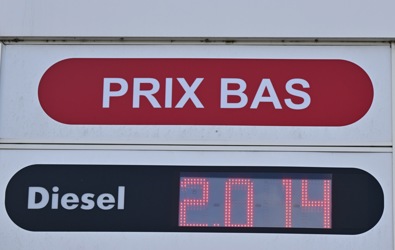 PRIX BAS
Diesel 2.014